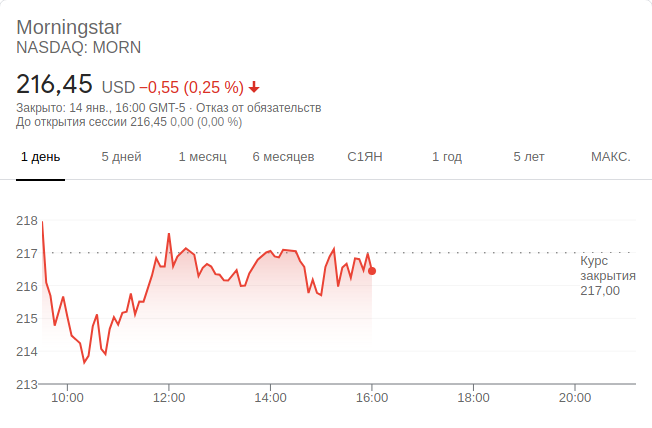 Morningstar
NASDAQ: MORN
216,45 USD −0,55 (0,25 %)
Закрыто: 14 янв., 16:00 GMT-5 · Отказ от обязательств
До открытия сессии 216,45 0,00 (0,00 %)
1 день 5 дней 1 месяц 6 месяцев С1ЯН 1 год 5 лет МАКС.
218
217
216
215
214
213
Курс
закрытия
217,00
10:00 12:00 14:00 16:00 18:00 20:00